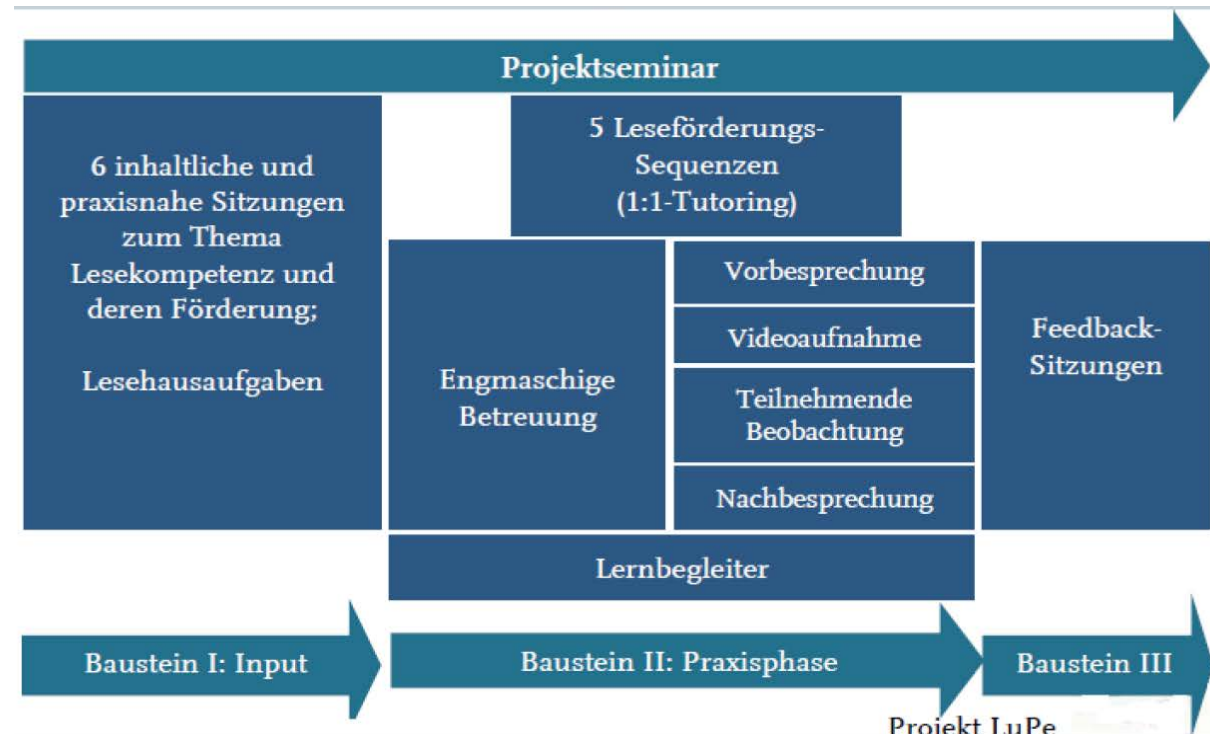 Projektseminar
6 inhaltliche und
praxisnahe Sitzungen
zum Thema
Lesekompetenz und
deren Förderung;
Lesehausaufgaben
5 Leseförderungs-
Sequenzen
(1:1-Tutoring)
Engmaschige
Betreuung
Vorbesprechung
Videoaufnahme
Teilnehmende
Beobachtung
Nachbesprechung
Lernbegleiter
Feedback-
Sitzungen
Baustein I: Input
Baustein II: Praxisphase
Baustein III
Projekt LuPe